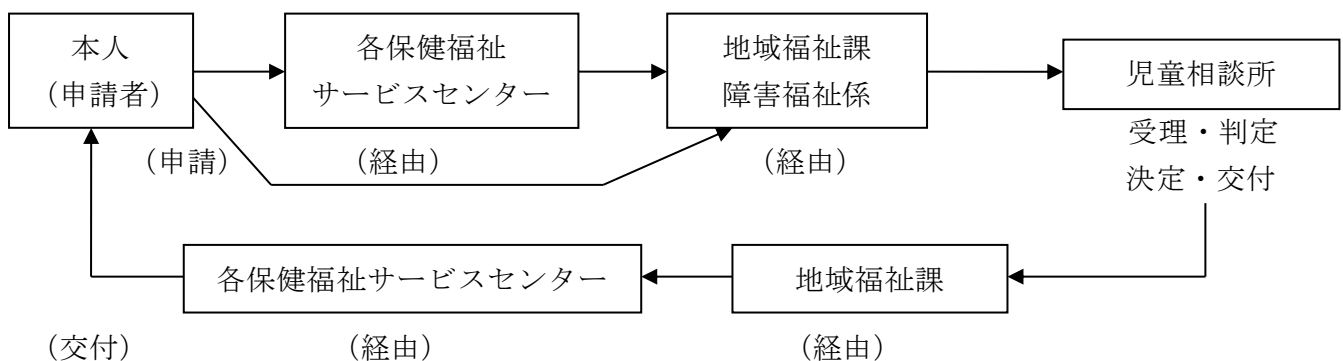 本人
（申請者）
各保健福祉
サービスセンター
地域福祉課
障害福祉係
児童相談所
受理・判定
決定・交付
（申請）
（経由）
（経由）
各保健福祉サービスセンター
地域福祉課
（交付）
（経由）
（経由）